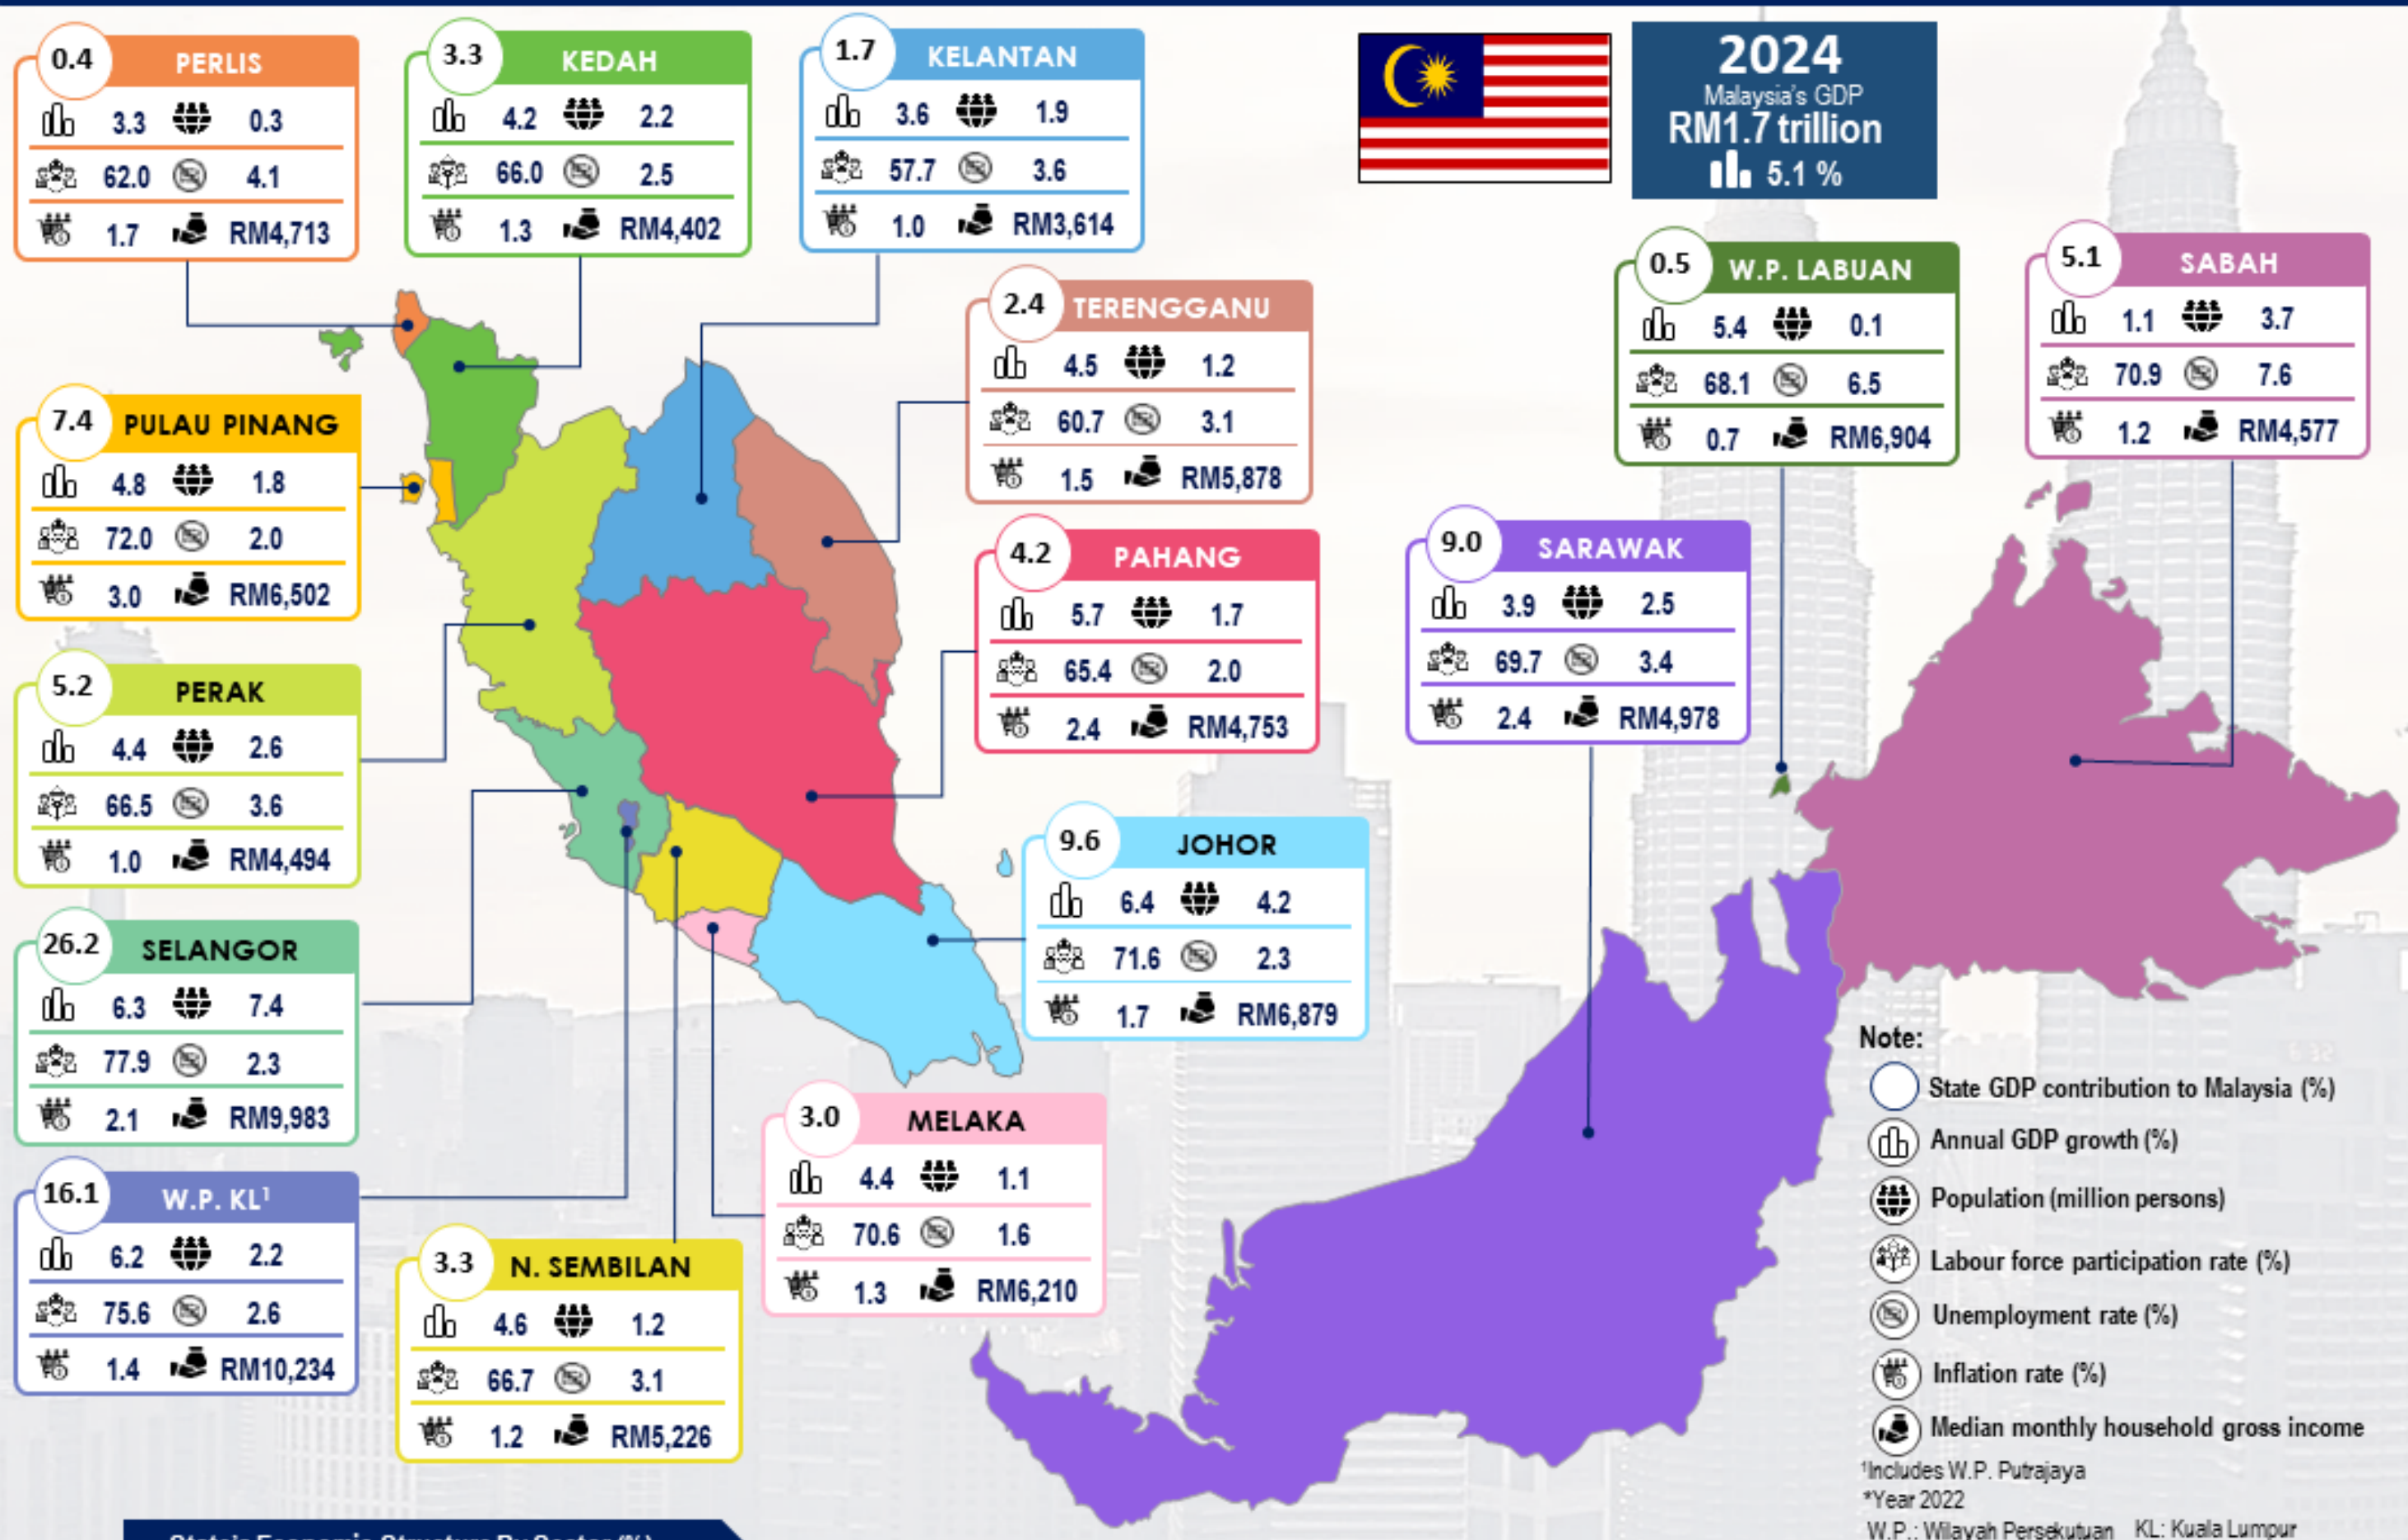 0.4 PERLIS
3.3 0.3
62.0 4.1
1.7 RM4,713
3.3 KEDAH
4.2 2.2
66.0 2.5
1.3 RM4,402
1.7 KELANTAN
3.6 1.9
57.7 3.6
1.0 RM3,614
2024
Malaysia's GDP
RM1.7 trillion
5.1 %
2.4 TERENGGANU
4.5 1.2
60.7 3.1
1.5 RM5,878
0.5 W.P. LABUAN
5.4 0.1
68.1 6.5
0.7 RM6,904
5.1 SABAH
1.1 3.7
70.9 7.6
1.2 RM4,577
7.4 PULAU PINANG
4.8 1.8
72.0 2.0
3.0 RM6,502
4.2 PAHANG
5.7 1.7
65.4 2.0
2.4 RM4,753
9.0 SARAWAK
3.9 2.5
69.7 3.4
2.4 RM4,978
5.2 PERAK
4.4 2.6
66.5 3.6
1.0 RM4,494
9.6 JOHOR
6.4 4.2
71.6 2.3
1.7 RM6,879
26.2 SELANGOR
6.3 7.4
77.9 2.3
2.1 RM9,983
3.0 MELAKA
4.4 1.1
70.6 1.6
1.3 RM6,210
16.1 W.P. KL¹
6.2 2.2
75.6 2.6
1.4 RM10,234
3.3 N. SEMBILAN
4.6 1.2
66.7 3.1
1.2 RM5,226
Note:
State GDP contribution to Malaysia (%)
Annual GDP growth (%)
Population (million persons)
Labour force participation rate (%)
Unemployment rate (%)
Inflation rate (%)
Median monthly household gross income
¹Includes W.P. Putrajaya
*Year 2022
W.P.: Wilayah Persekutuan KL: Kuala Lumpur
State's Economic Structure By Sector (%)